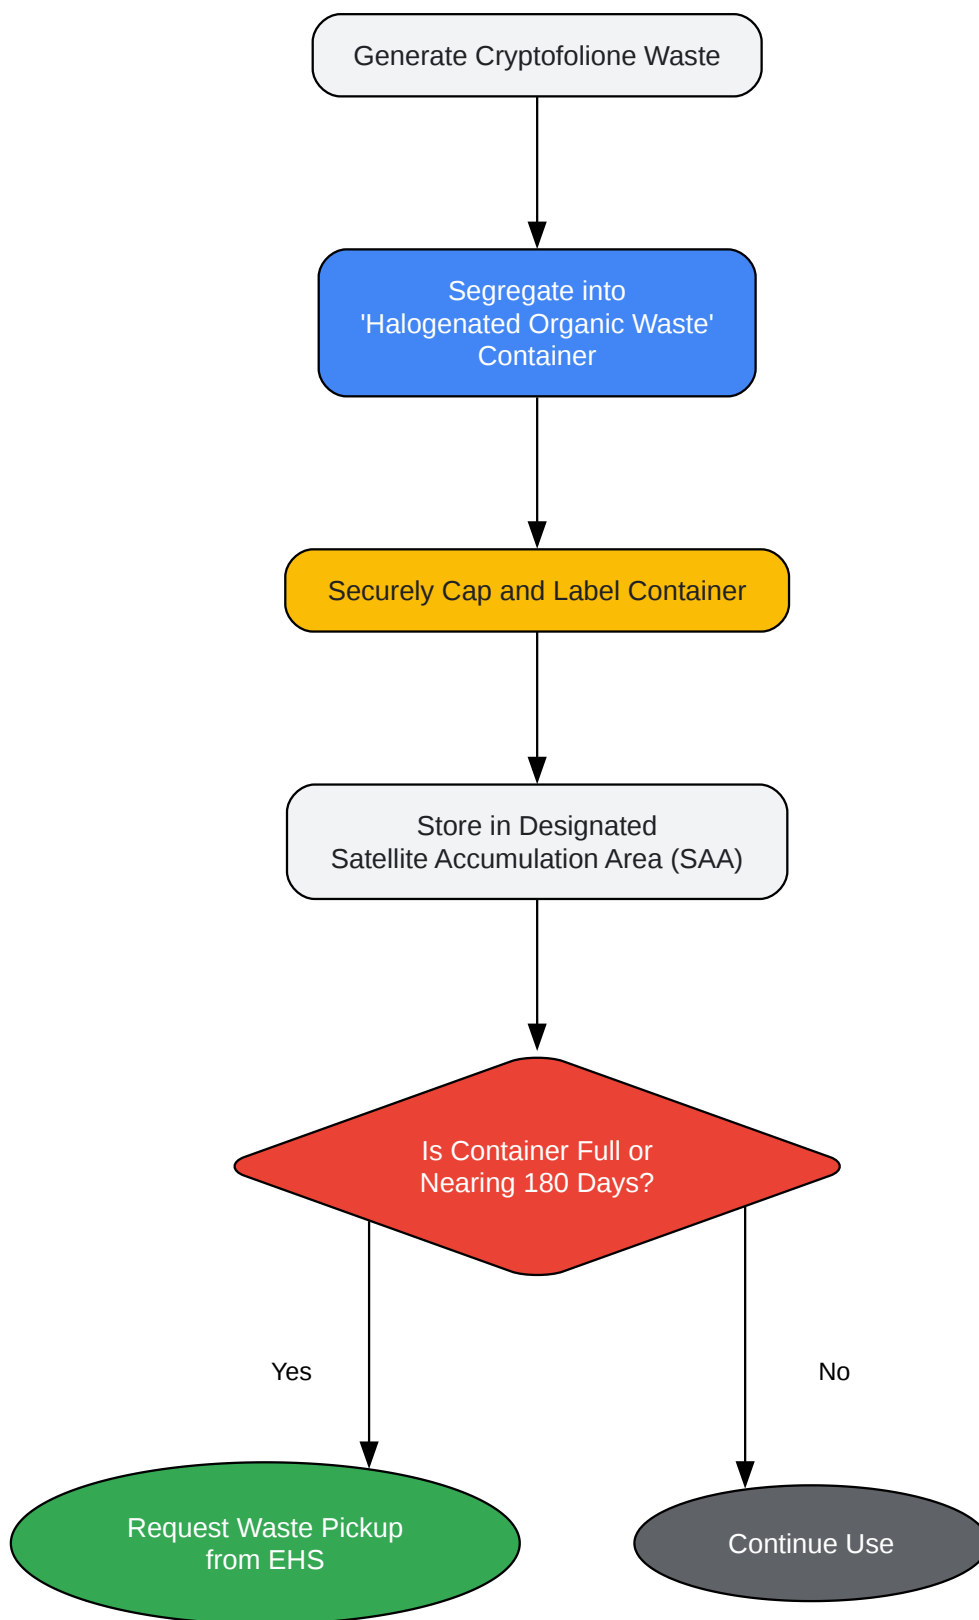 Generate Cryptofolione Waste
Segregate into
'Halogenated Organic Waste'
Container
Securely Cap and Label Container
Store in Designated
Satellite Accumulation Area (SAA)
Is Container Full or
Nearing 180 Days?
Yes
No
Request Waste Pickup
from EHS
Continue Use